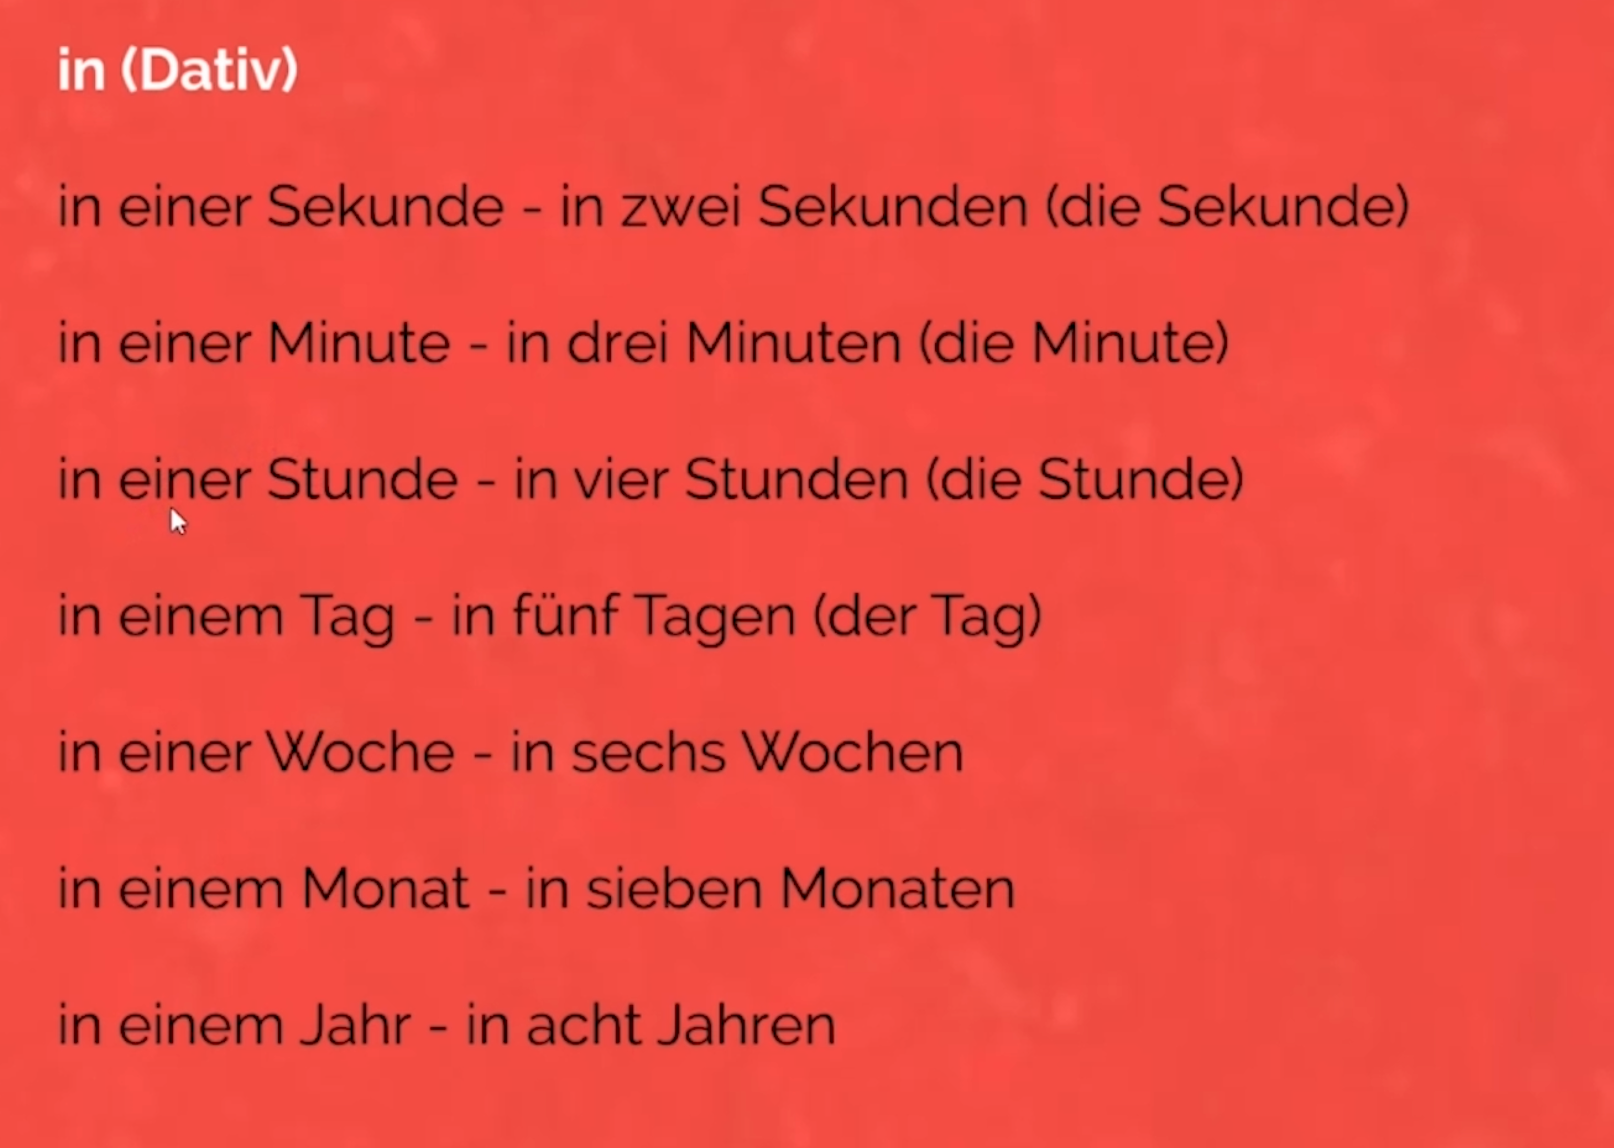 in (Dativ)
in einer Sekunde - in zwei Sekunden (die Sekunde)
in einer Minute - in drei Minuten (die Minute)
in einer Stunde - in vier Stunden (die Stunde)
in einem Tag - in fünf Tagen (der Tag)
in einer Woche - in sechs Wochen
in einem Monat - in sieben Monaten
in einem Jahr - in acht Jahren